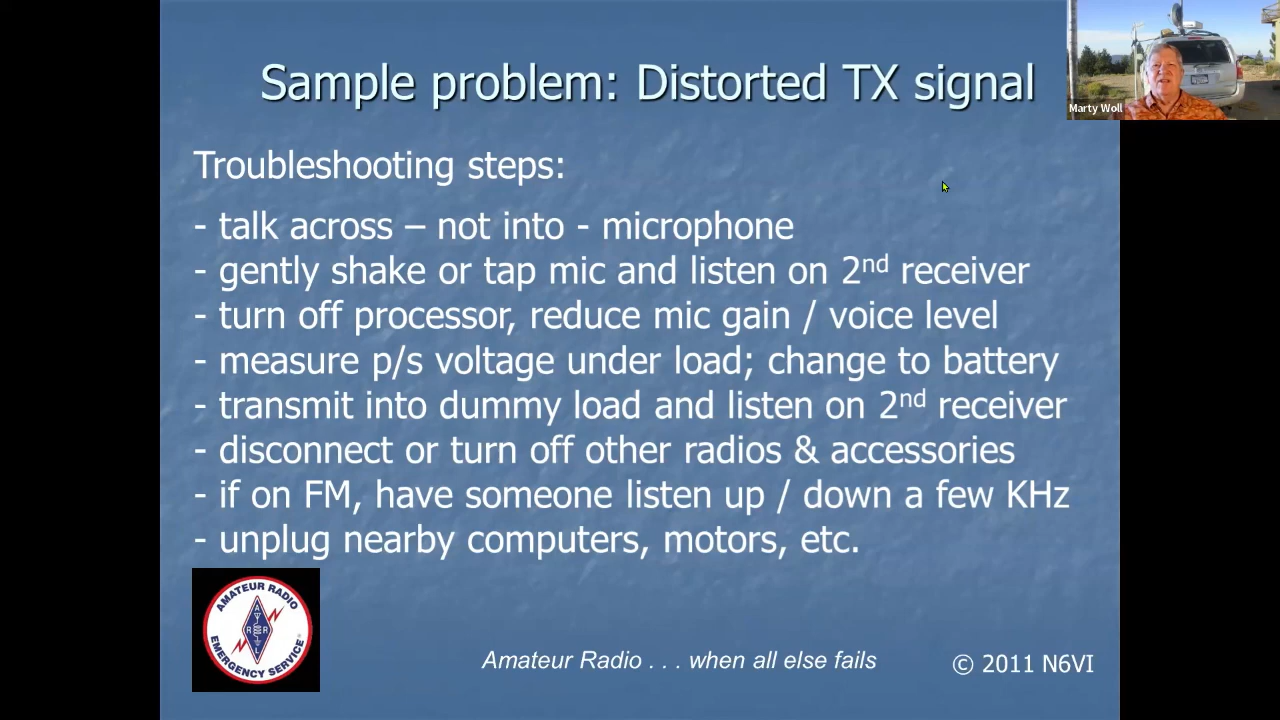 Sample problem: Distorted TX signal
Marty Woll
Troubleshooting steps:
- talk across – not into - microphone
- gently shake or tap mic and listen on 2nd receiver
- turn off processor, reduce mic gain / voice level
- measure p/s voltage under load; change to battery
- transmit into dummy load and listen on 2nd receiver
- disconnect or turn off other radios & accessories
- if on FM, have someone listen up / down a few KHz
- unplug nearby computers, motors, etc.
AMATEUR RADIO
A
R R
L
EMERGENCY SERVICE
Amateur Radio . . . when all else fails
© 2011 N6VI